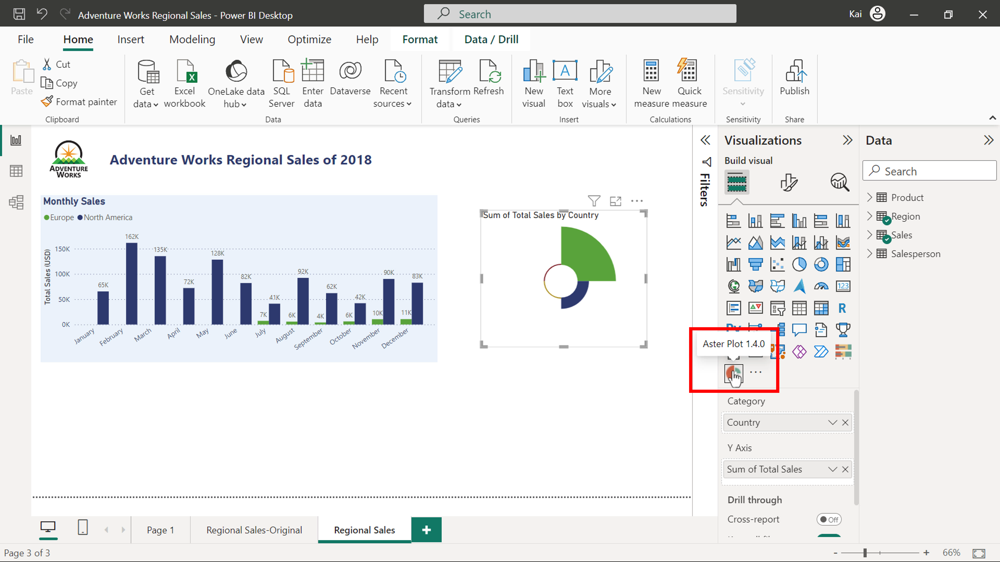 Adventure Works Regional Sales - Power BI Desktop
Search
Kai
File
Home
Insert
Modeling
View
Optimize
Help
Format
Data / Drill
Paste
Cut
Copy
Format painter
Clipboard
Get
data
Excel
workbook
OneLake data
hub
SQL
Server
Enter
data
Dataverse
Recent
sources
Data
Transform
data
Refresh
Queries
New
visual
Text
box
More
visuals
Insert
New
measure
Quick
measure
Calculations
Sensitivity
Sensitivity
Publish
Share
ADVENTURE
WORKS
Adventure Works Regional Sales of 2018
Monthly Sales
Europe
North America
Total Sales (USD)
150K
100K
50K
0K
65K
162K
135K
72K
128K
82K
7K
41K
6K
92K
4K
62K
6K
42K
10K
90K
11K
83K
January
February
March
April
May
June
July
August
September
October
November
December
Sum of Total Sales by Country
Filters
Visualizations
Build visual
123
R
Aster Plot 1.4.0
Category
Country
Y Axis
Sum of Total Sales
Drill through
Cross-report
Off
Data
Search
Product
Region
Sales
Salesperson
Page 1
Regional Sales-Original
Regional Sales
+
Page 3 of 3
-
+
66%